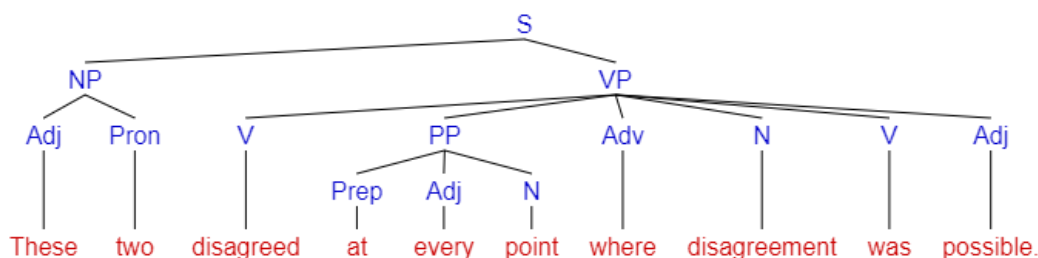 S
NP VP
Adj Pron V PP Adv N V Adj
Prep Adj N
These two disagreed at every point where disagreement was possible.